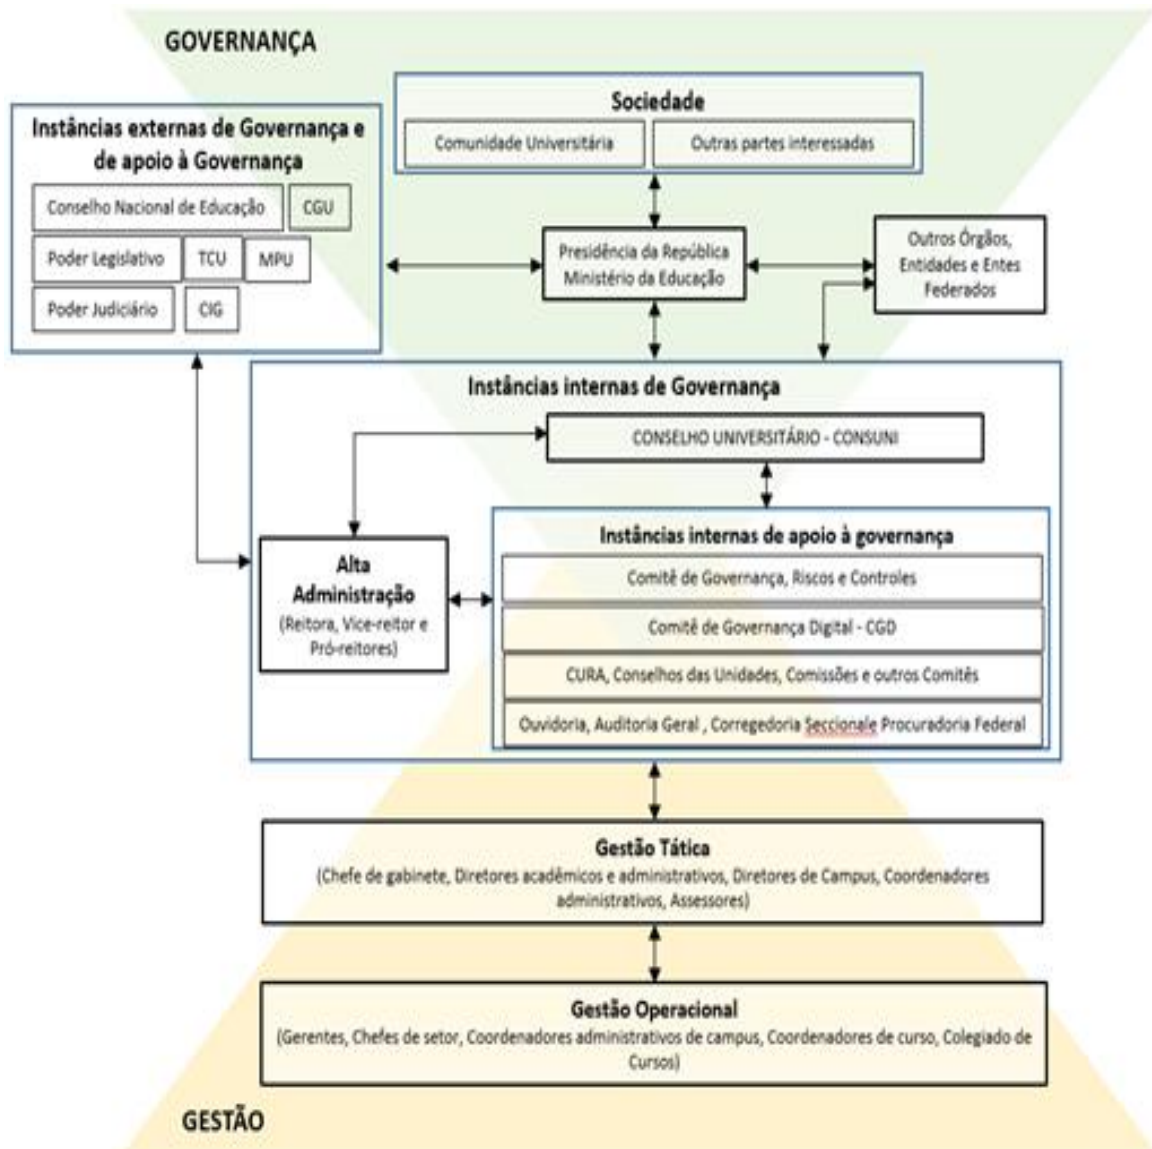 GOVERNANÇA
Sociedade
Comunidade Universitária
Outras partes interessadas
Instâncias externas de Governança e
de apoio à Governança
Conselho Nacional de Educação
CGU
Poder Legislativo
TCU
MPU
Poder Judiciário
CIG
Presidência da República
Ministério da Educação
Outros Órgãos,
Entidades e Entes
Federados
Instâncias internas de Governança
CONSELHO UNIVERSITÁRIO - CONSUNI
Alta
Administração
(Reitora, Vice-reitor e
Pró-reitores)
Instâncias internas de apoio à governança
Comitê de Governança, Riscos e Controles
Comitê de Governança Digital - CGD
CURA, Conselhos das Unidades, Comissões e outros Comitês
Ouvidoria, Auditoria Geral , Corregedoria Seccionale Procuradoria Federal
Gestão Tática
(Chefe de gabinete, Diretores acadêmicos e administrativos, Diretores de Campus, Coordenadores
administrativos, Assessores)
Gestão Operacional
(Gerentes, Chefes de setor, Coordenadores administrativos de campus, Coordenadores de curso, Colegiado de
Cursos)
GESTÃO